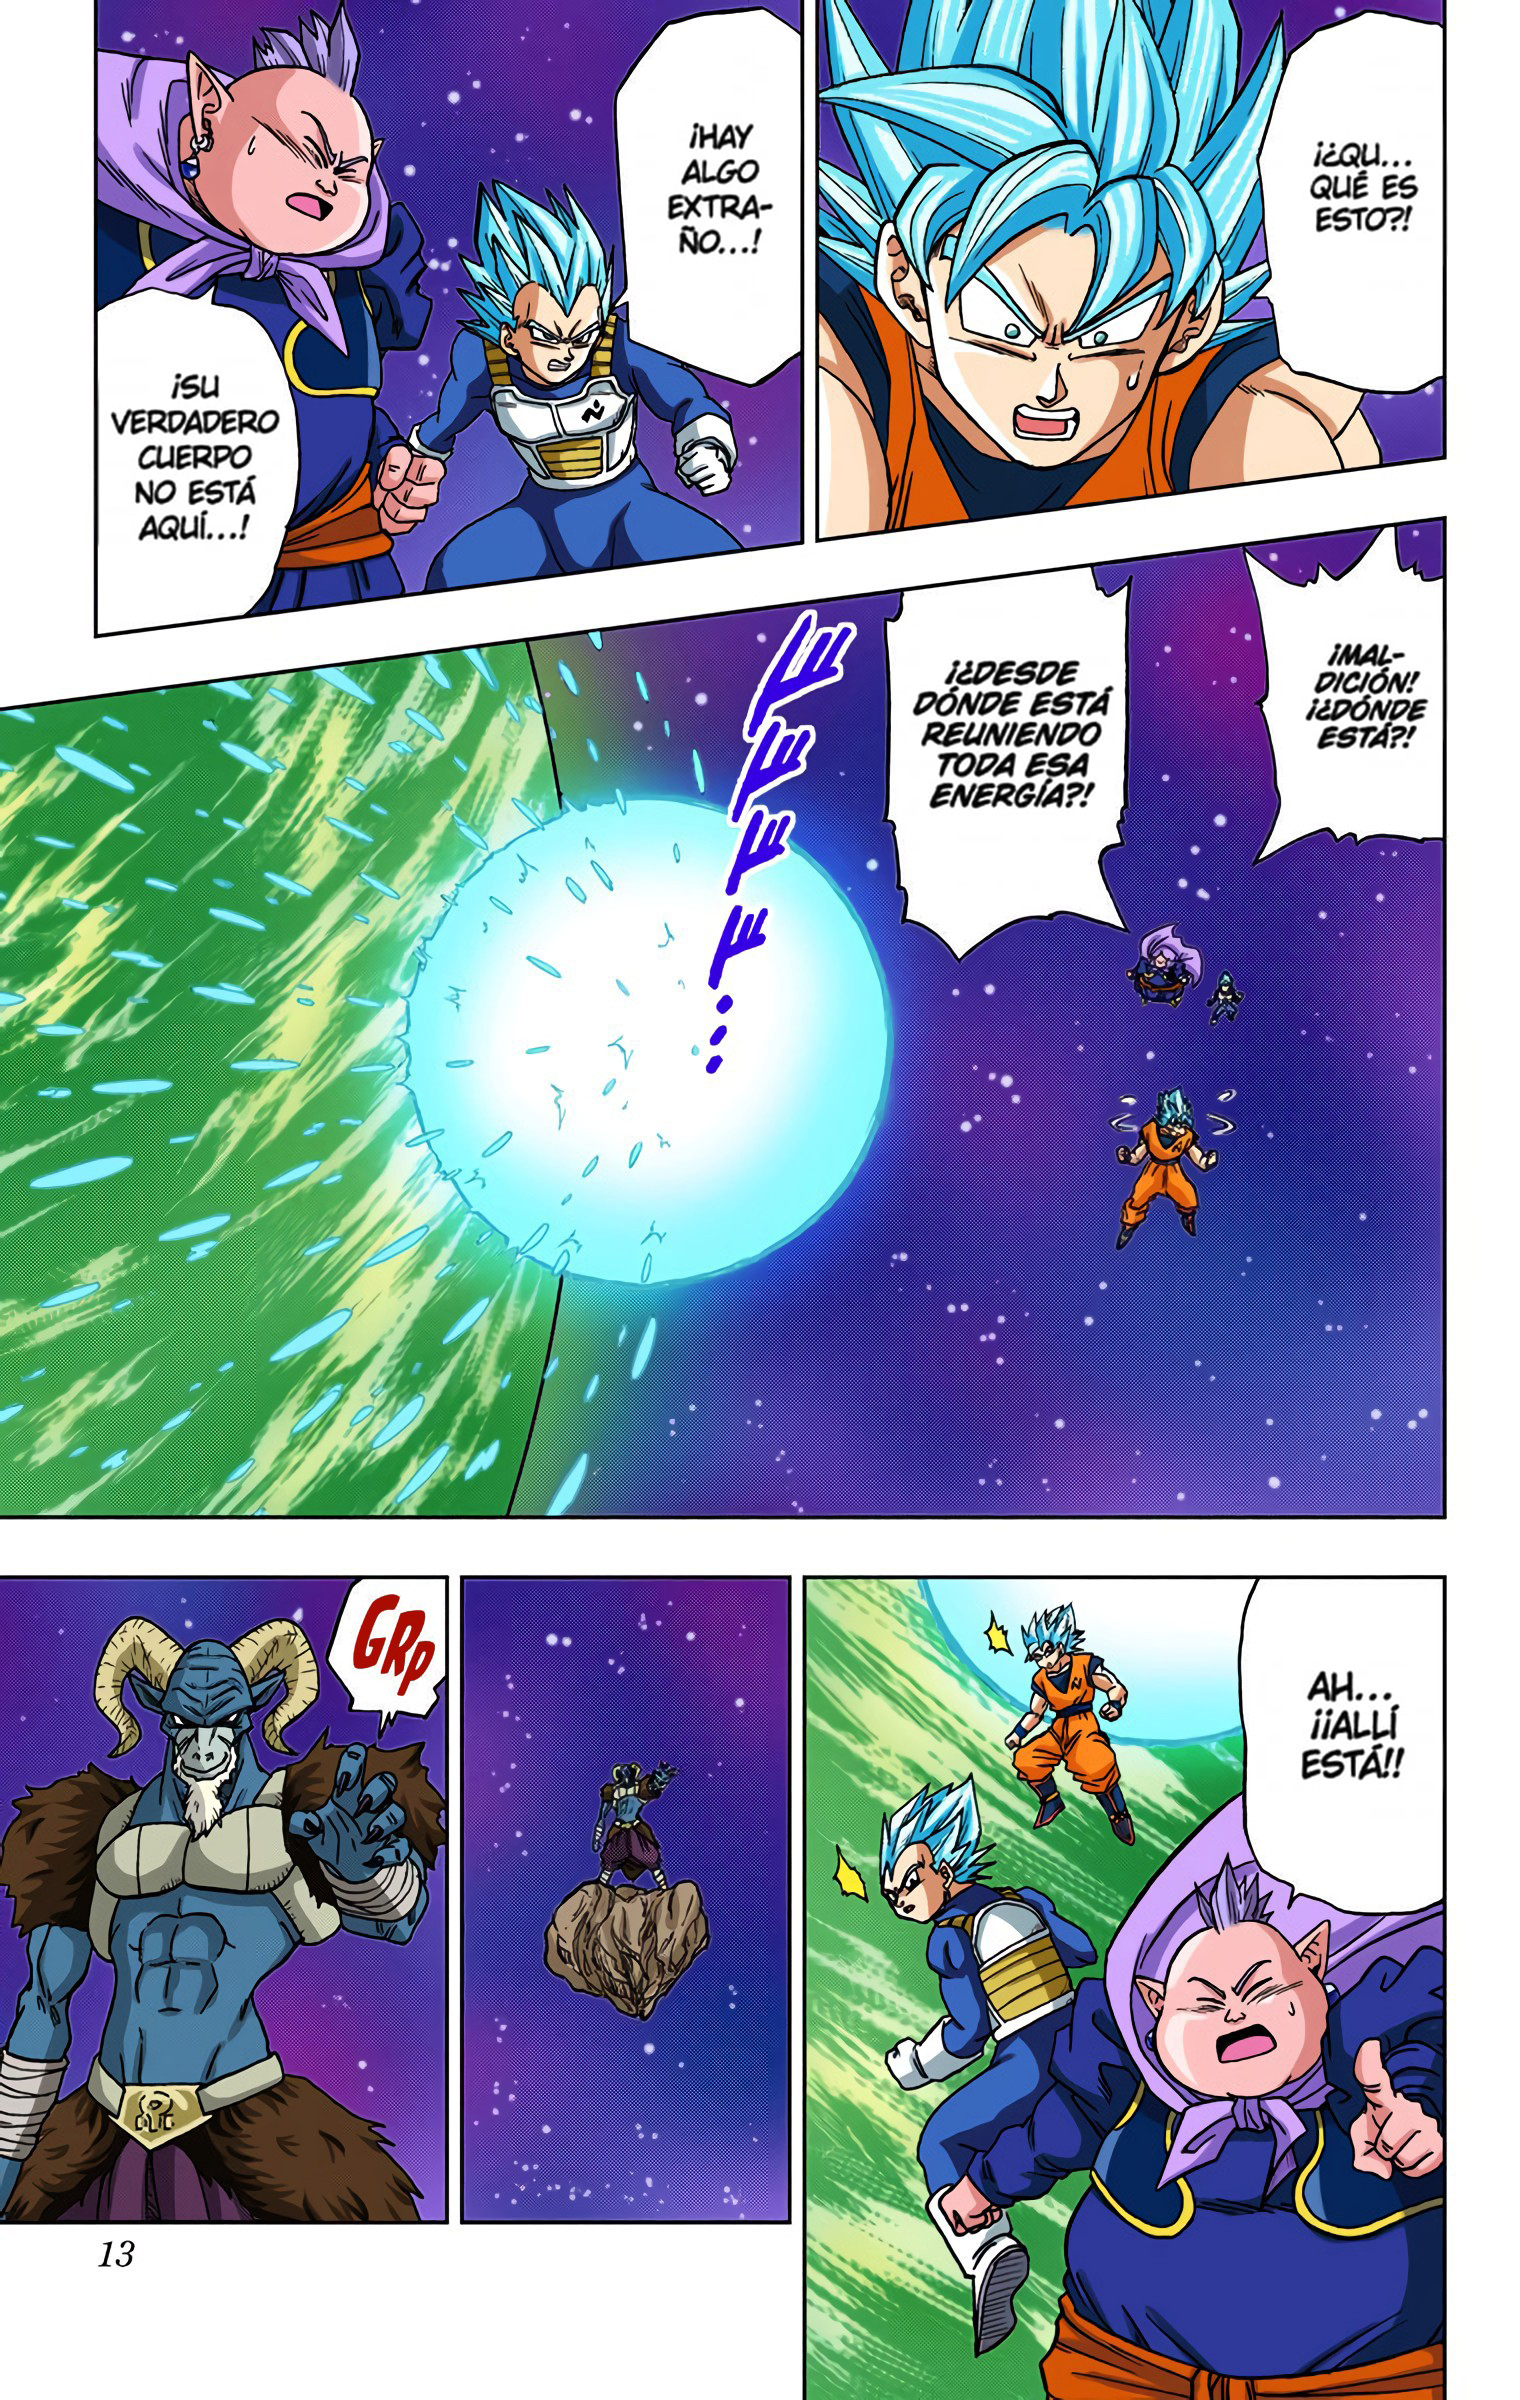 ¡¿QU...
QUÉ ES
ESTO?!
¡HAY
ALGO
EXTRA-
ÑO...!
¡SU
VERDADERO
CUERPO
NO ESTÁ
AQUÍ...!
¡MAL-
DICIÓN!
¡¿DÓNDE
ESTÁ?!
¡¿DESDE
DÓNDE ESTÁ
REUNIENDO
TODA ESA
ENERGÍA?!
AH...
¡¡ALLÍ
ESTÁ!!
GRP
13